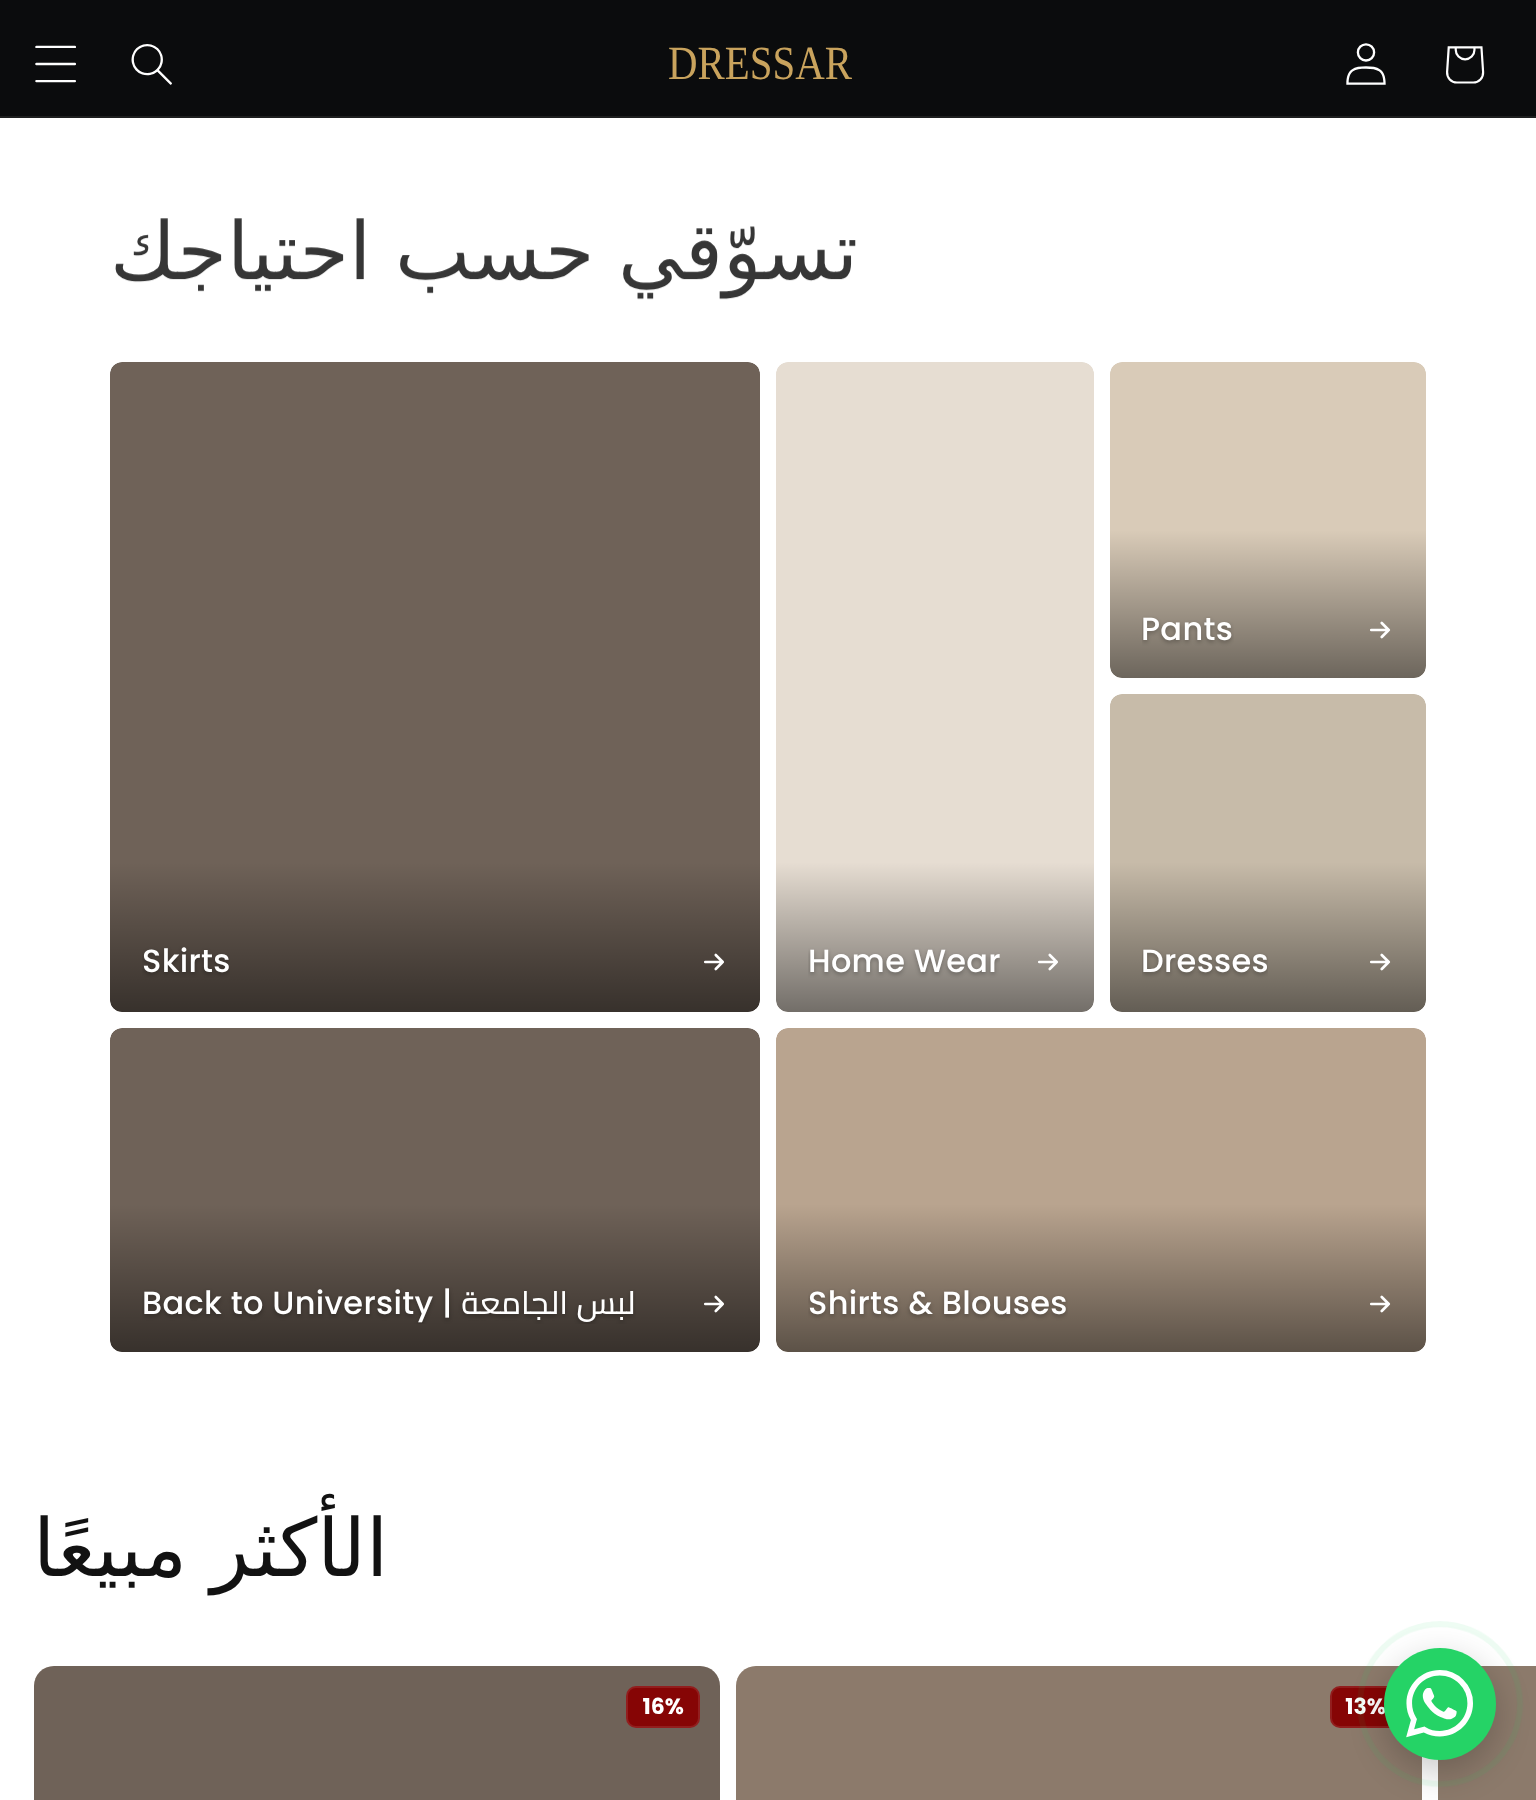 DRESSAR
تسوّقي حسب احتياجك
Pants
Skirts
Home Wear
Dresses
Back to University | لبس الجامعة
Shirts & Blouses
الأكثر مبيعًا
16%
13%